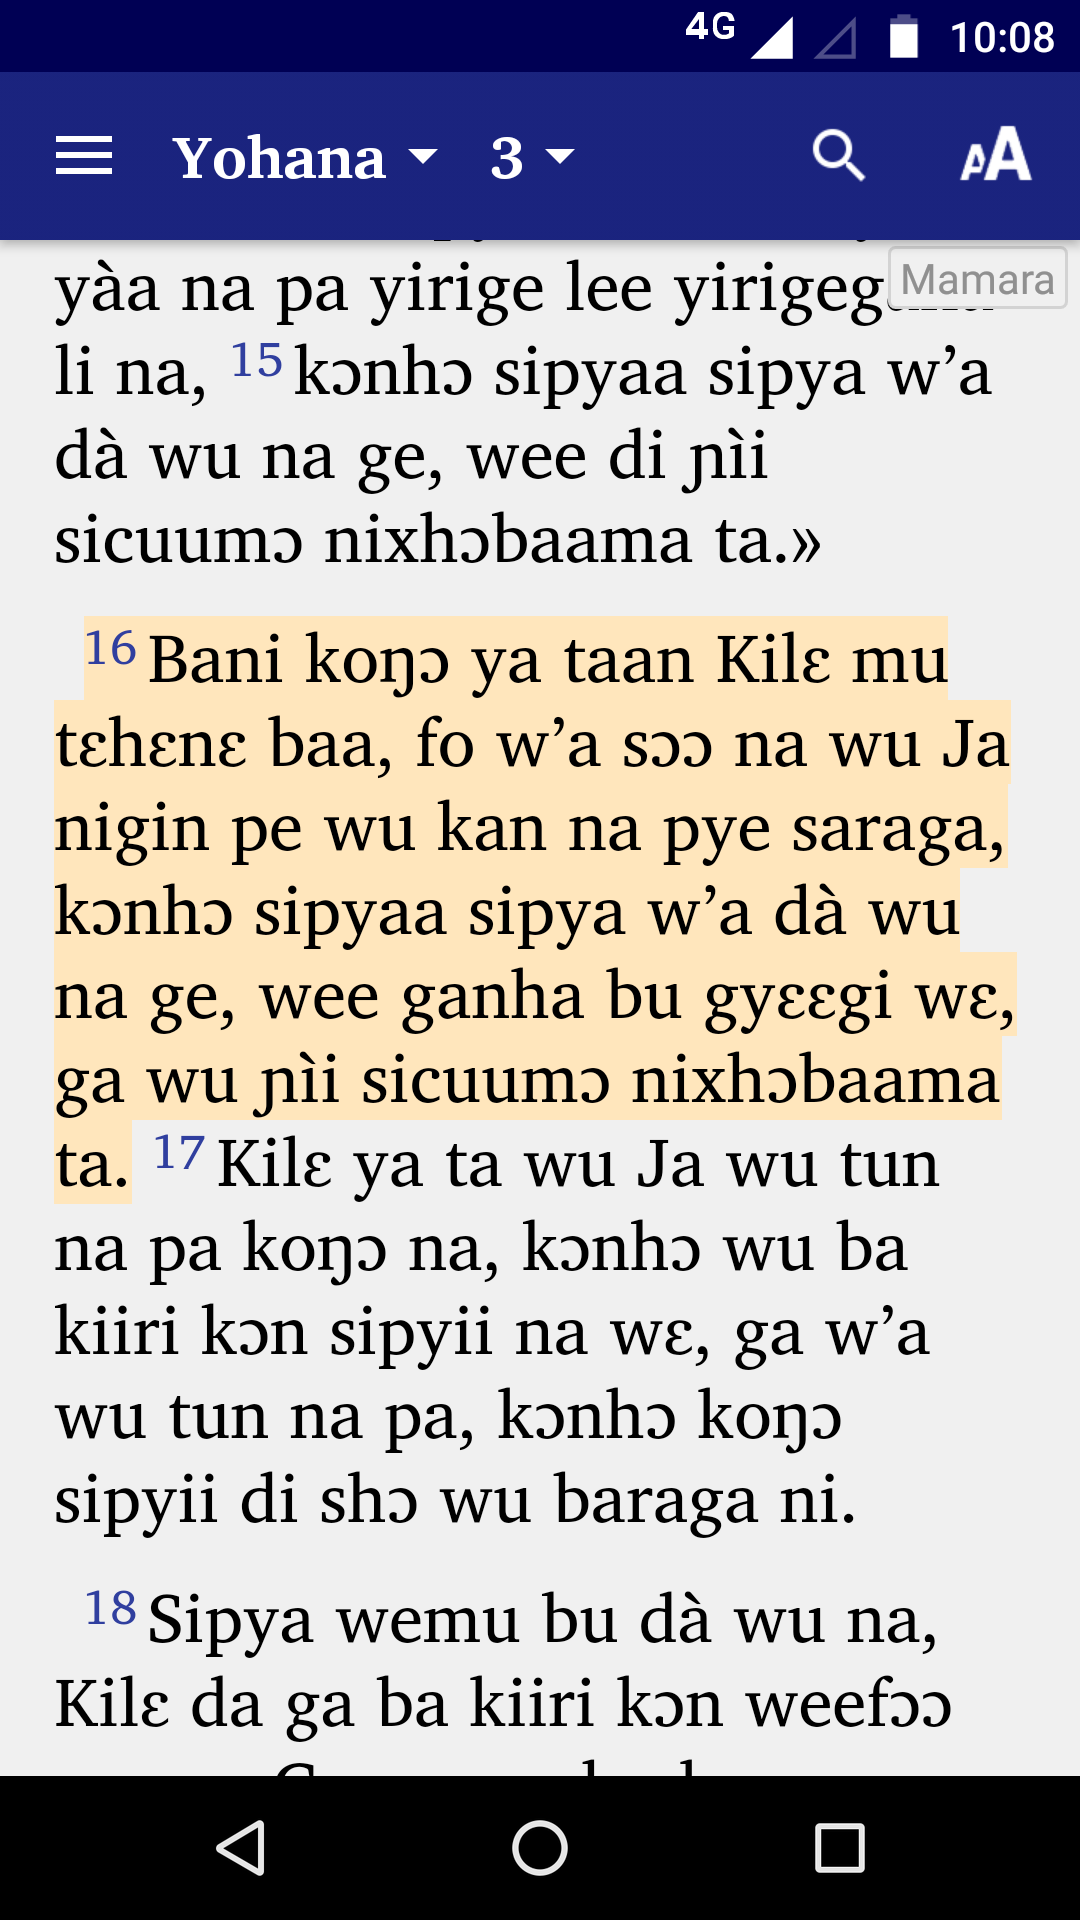 4G 10:08
Yohana 3
Mamara
yàa na pa yirige lee
li na, 15 kɔnhɔ sipyaa sipya w’a
dà wu na ge, wee di ɲìi
sicuumɔ nixhɔbaama ta.»
16 Bani koŋɔ ya taan Kilɛ mu
tɛhɛnɛ baa, fo w’a sɔɔ na wu Ja
nigin pe wu kan na pye saraga,
kɔnhɔ sipyaa sipya w’a dà wu
na ge, wee ganha bu gyɛɛgi wɛ,
ga wu ɲìi sicuumɔ nixhɔbaama
ta. 17 Kilɛ ya ta wu Ja wu tun
na pa koŋɔ na, kɔnhɔ wu ba
kiiri kɔn sipyii na wɛ, ga w’a
wu tun na pa, kɔnhɔ koŋɔ
sipyii di shɔ wu baraga ni.
18 Sipya wemu bu dà wu na,
Kilɛ da ga ba kiiri kɔn weefɔɔ